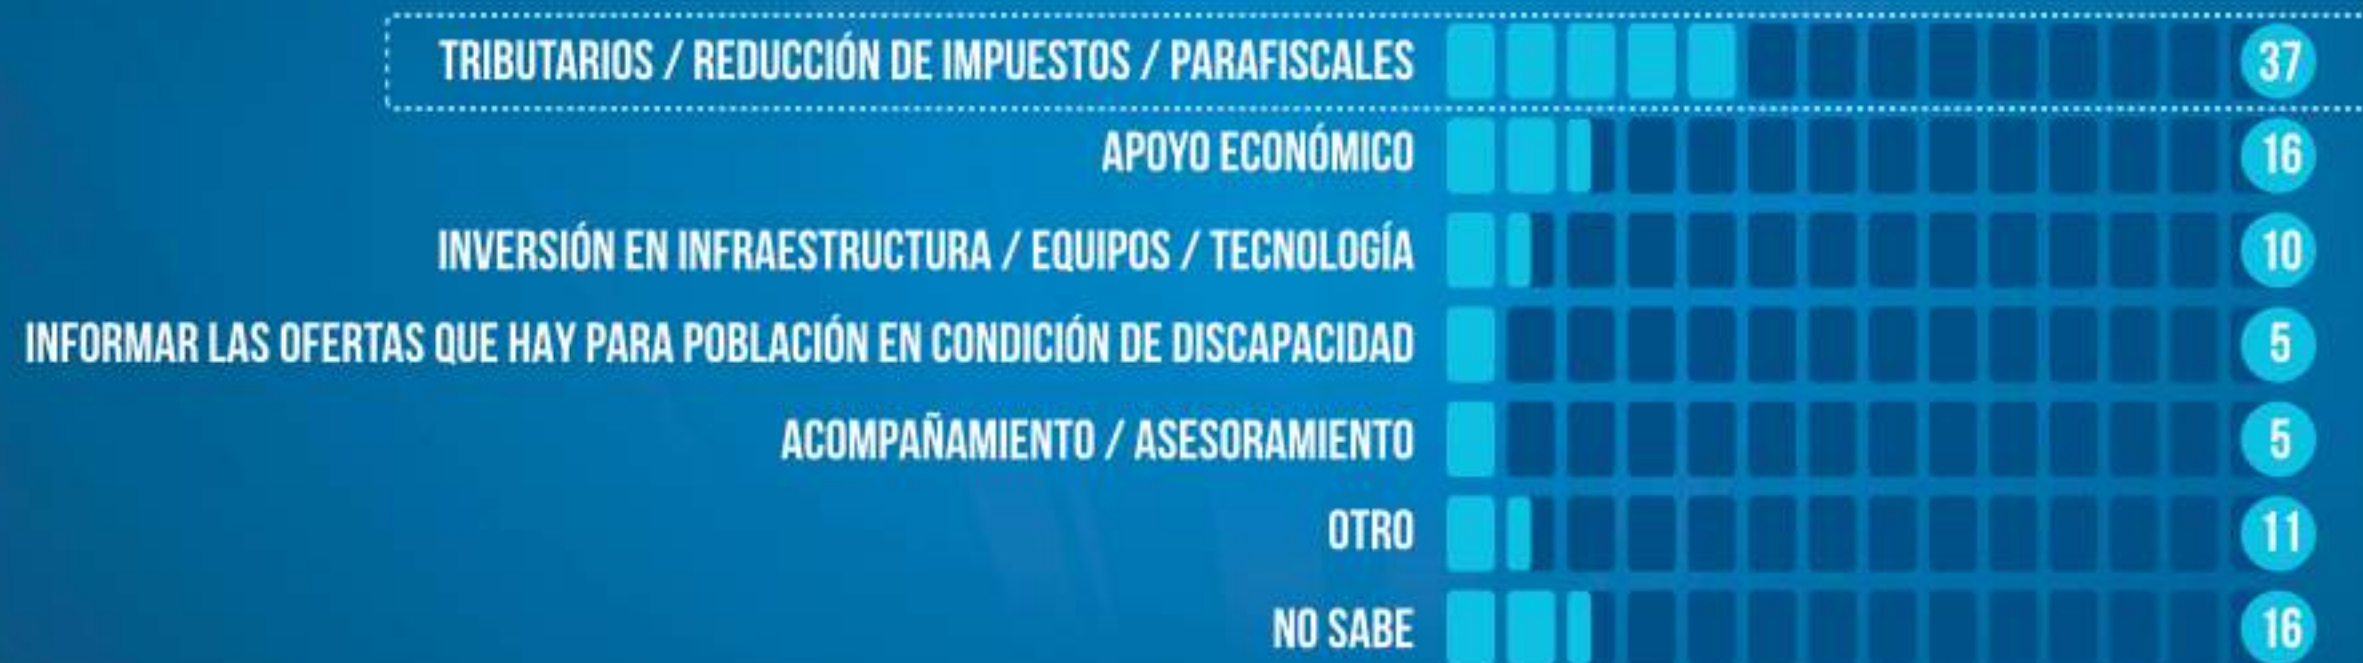 TRIBUTARIOS / REDUCCIÓN DE IMPUESTOS / PARAFISCALES 37
APOYO ECONÓMICO 16
INVERSIÓN EN INFRAESTRUCTURA / EQUIPOS / TECNOLOGÍA 10
INFORMAR LAS OFERTAS QUE HAY PARA POBLACIÓN EN CONDICIÓN DE DISCAPACIDAD 5
ACOMPAÑAMIENTO / ASESORAMIENTO 5
OTRO 11
NO SABE 16